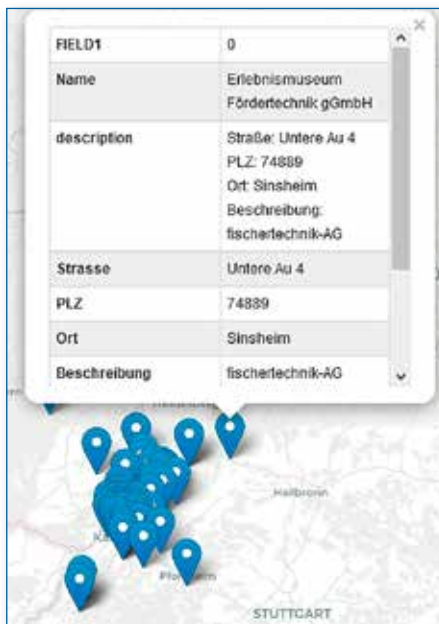 ×
FIELD1 0
Name Erlebnismuseum
Fördertechnik gGmbH
description Straße: Untere Au 4
PLZ: 74889
Ort: Sinsheim
Beschreibung:
fischertechnik-AG
Strasse Untere Au 4
PLZ 74889
Ort Sinsheim
Beschreibung fischertechnik-AG
Heilbronn
STUTTGART